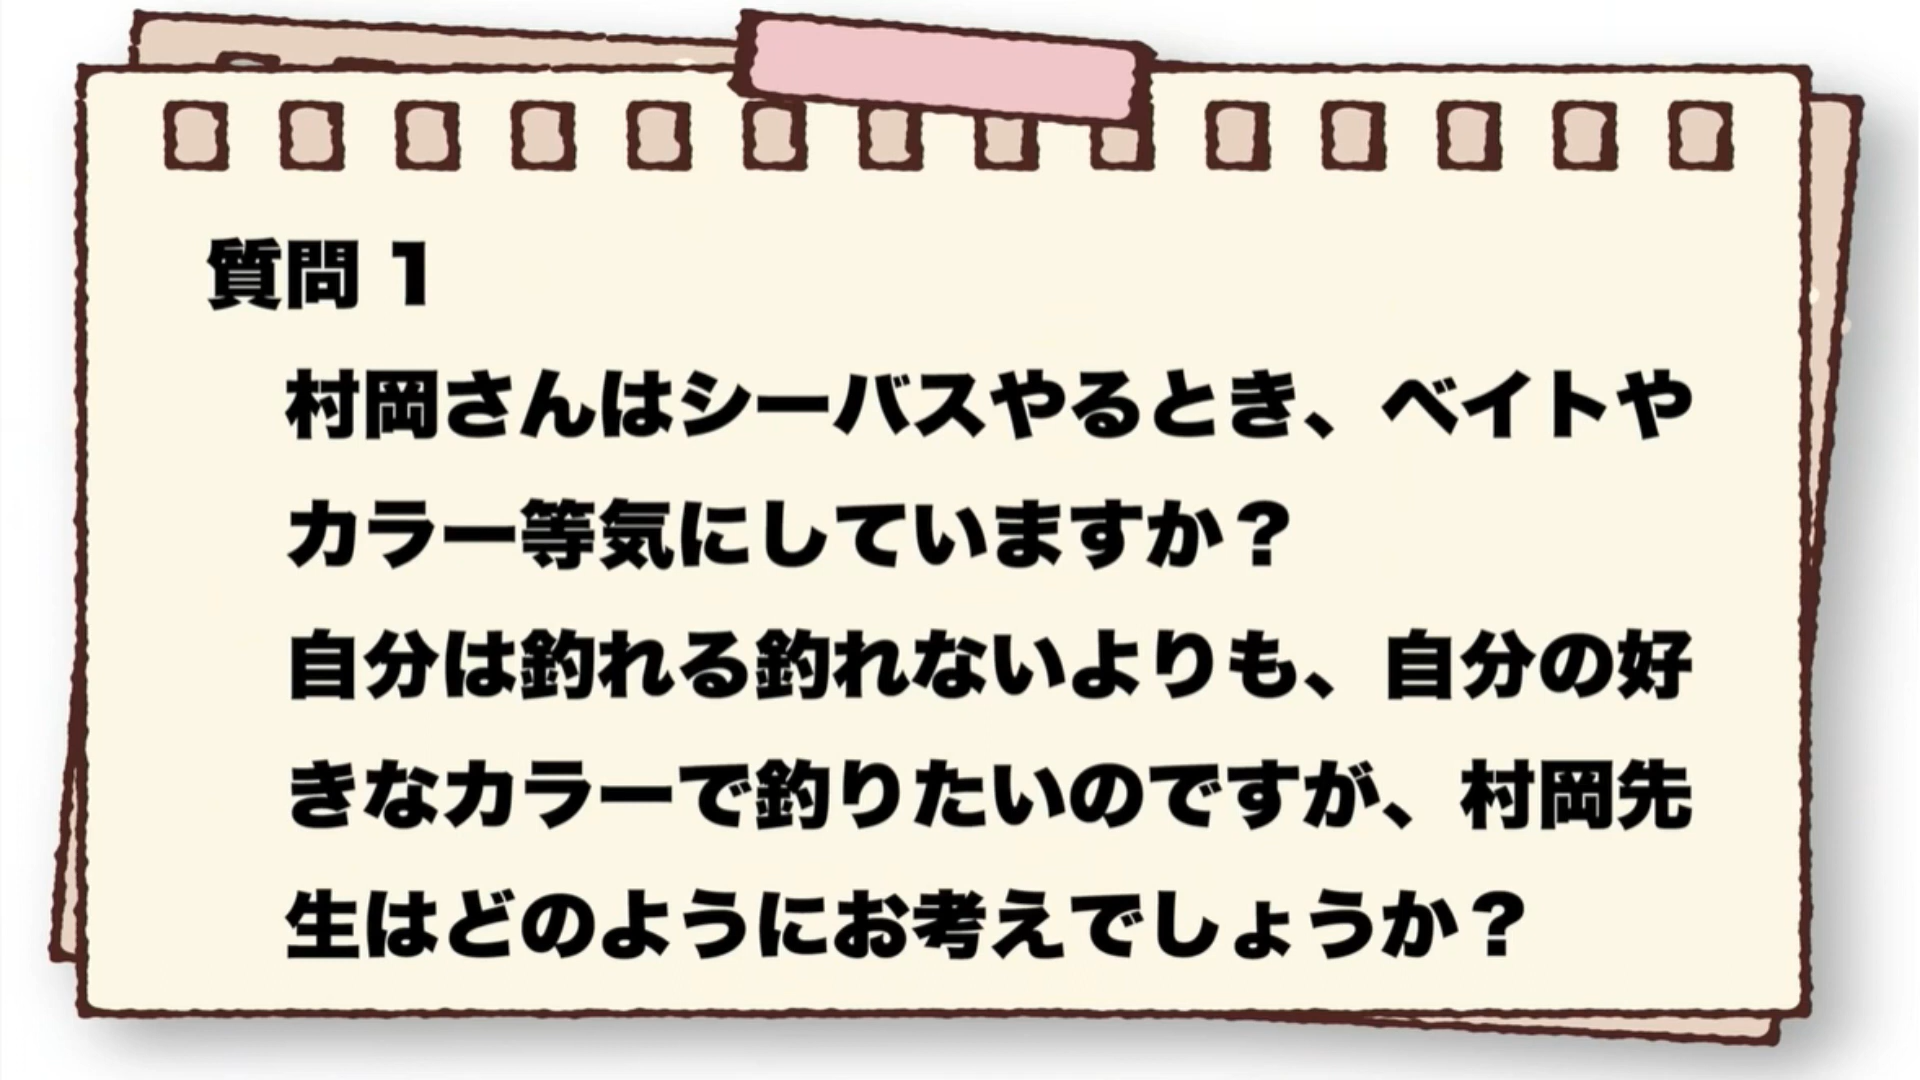 質問 1
村岡さんはシーバスやるとき、ベイトや
カラー等気にしていますか？
自分は釣れる釣れないよりも、自分の好
きなカラーで釣りたいのですが、村岡先
生はどのようにお考えでしょうか？